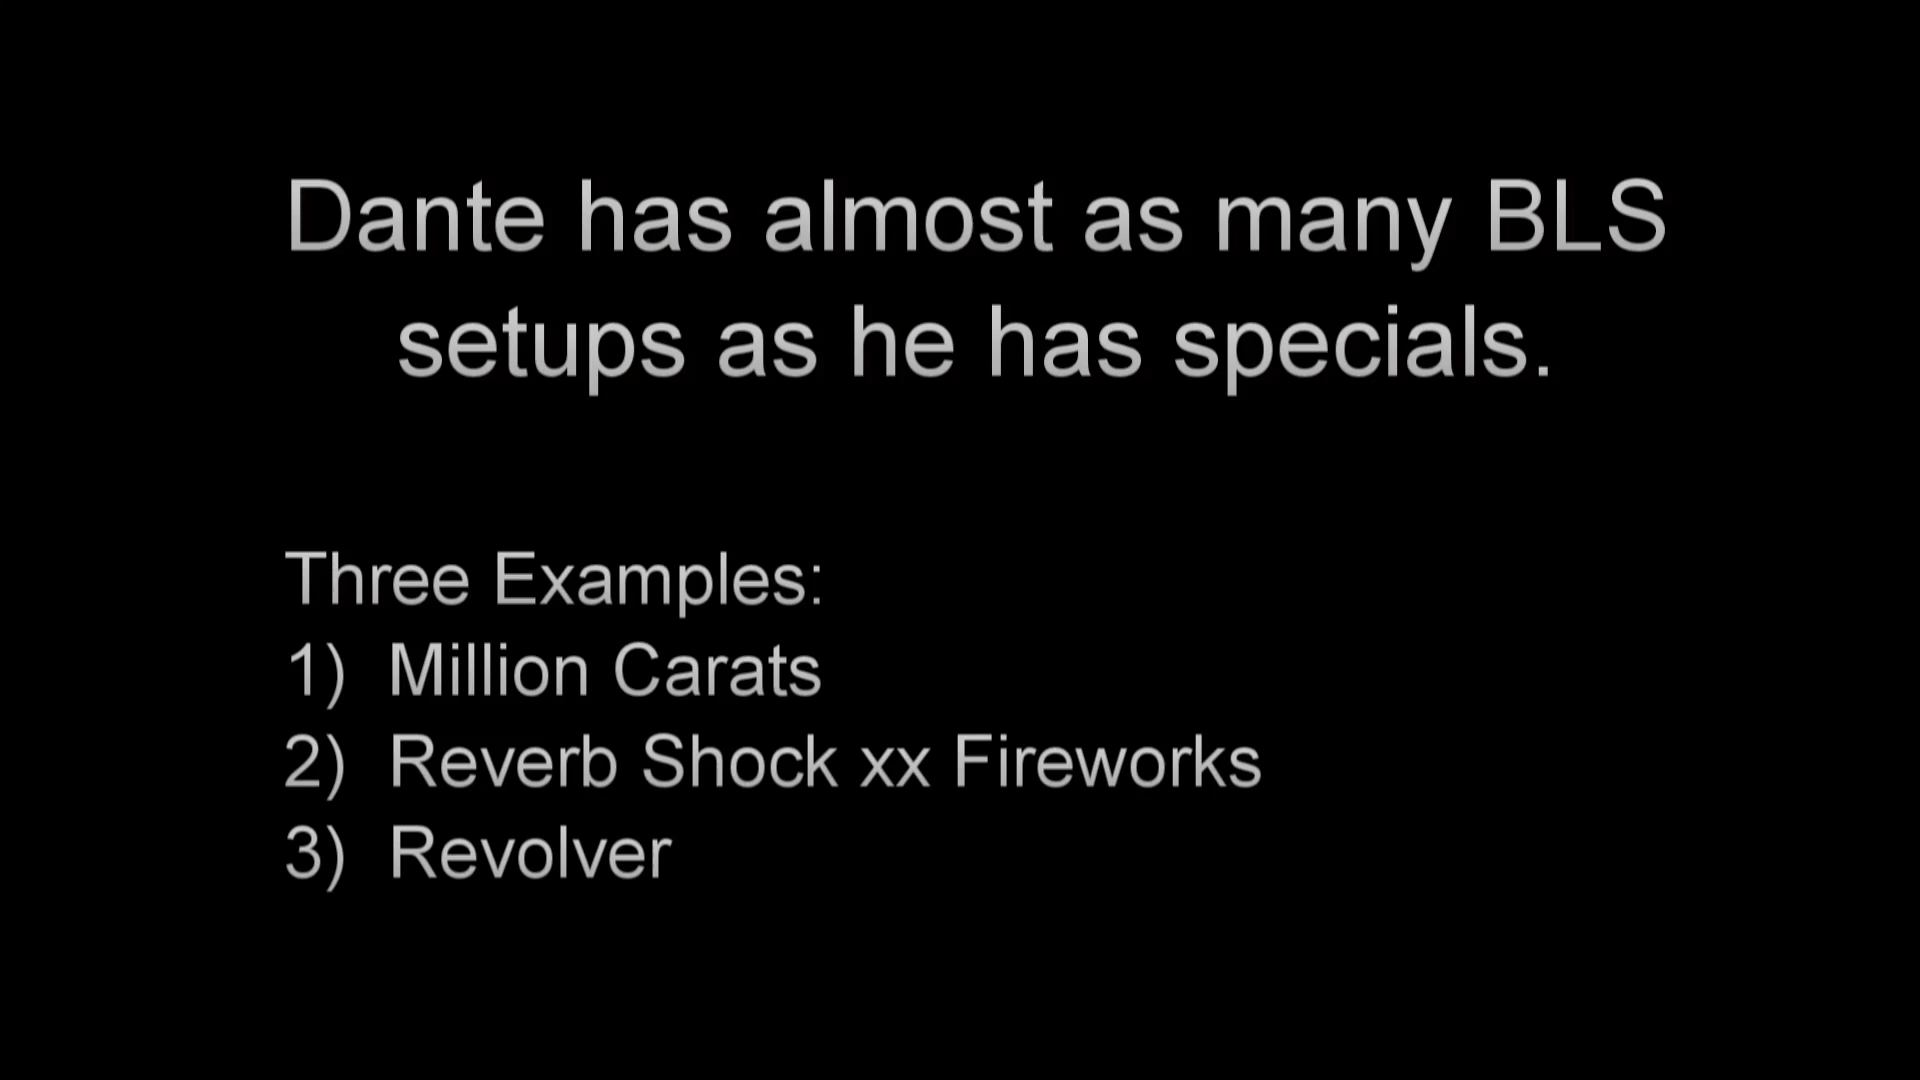 Dante has almost as many BLS
setups as he has specials.
Three Examples:
1) Million Carats
2) Reverb Shock xx Fireworks
3) Revolver